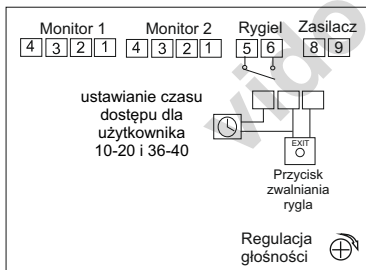 Monitor 1 Monitor 2 Rygiel Zasilacz
4 3 2 1 4 3 2 1 5 6 8 9
ustawianie czasu
dostępu dla
użytkownika
10-20 i 36-40
EXIT
Przycisk
zwalniania
rygla
Regulacja
głośności
vido